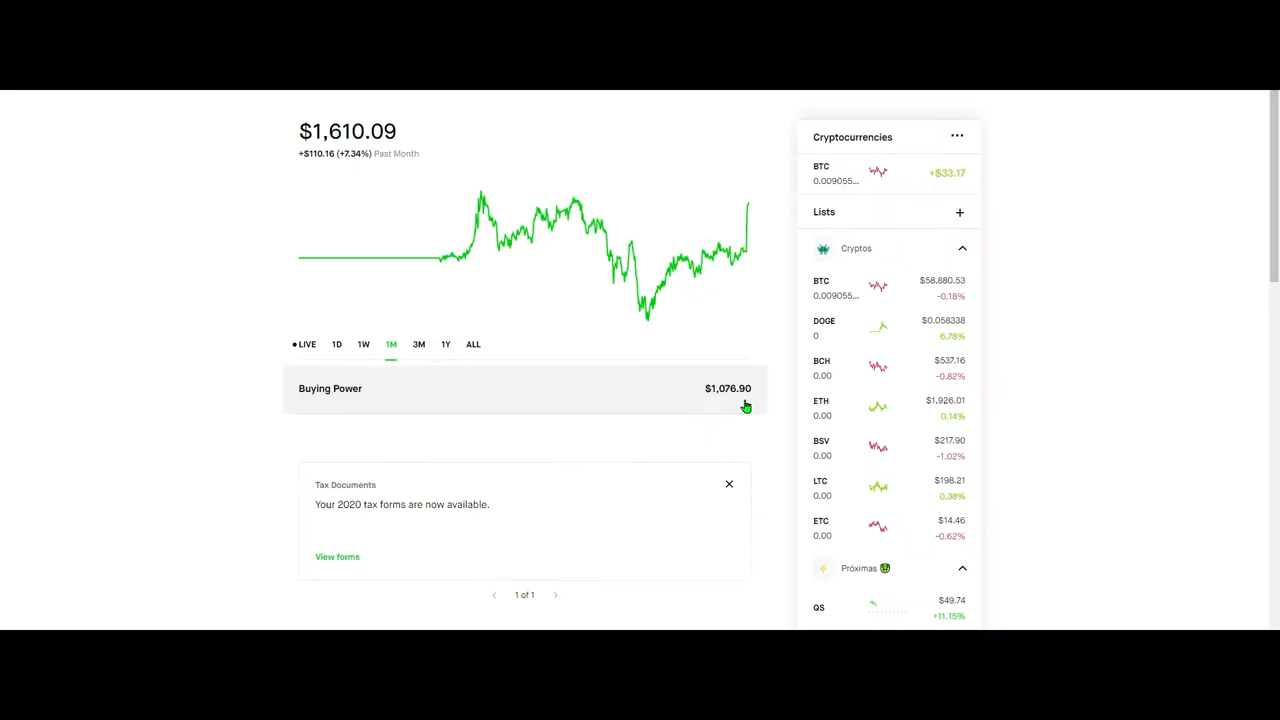 $1,610.09
+$110.16 (+7.34%) Past Month
LIVE 1D 1W 1M 3M 1Y ALL
Buying Power $1,076.90
Tax Documents
Your 2020 tax forms are now available.
View forms
1 of 1
Cryptocurrencies
BTC
0.009055... +$33.17
Lists
Cryptos
BTC $58,880.53
0.009055... -0.18%
DOGE $0.058338
0 6.78%
BCH $537.16
0.00 -0.82%
ETH $1,926.01
0.00 0.14%
BSV $217.90
0.00 -1.02%
LTC $198.21
0.00 0.38%
ETC $14.46
0.00 -0.62%
Próximas
QS $49.74
+11.15%